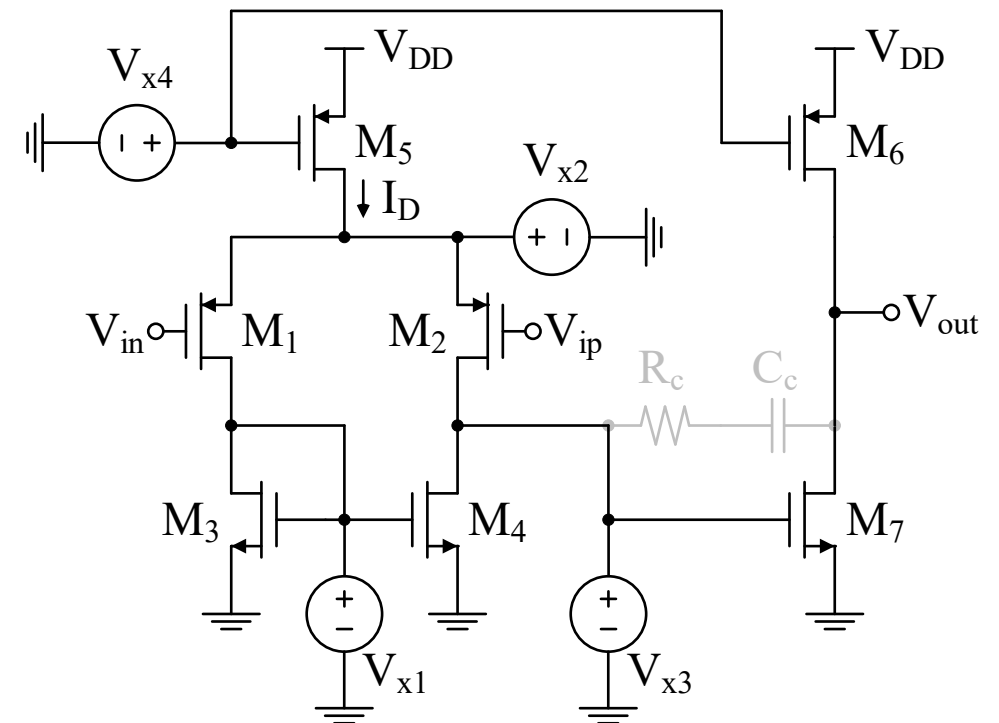 V_DD
V_DD
V_x4
M_5
M_6
V_x2
I_D
V_in
M_1
M_2
V_ip
V_out
R_c
C_c
M_3
M_4
M_7
V_x1
V_x3